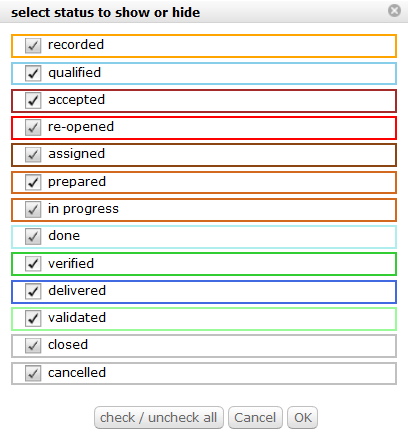 select status to show or hide
recorded
qualified
accepted
re-opened
assigned
prepared
in progress
done
verified
delivered
validated
closed
cancelled
check / uncheck all Cancel OK